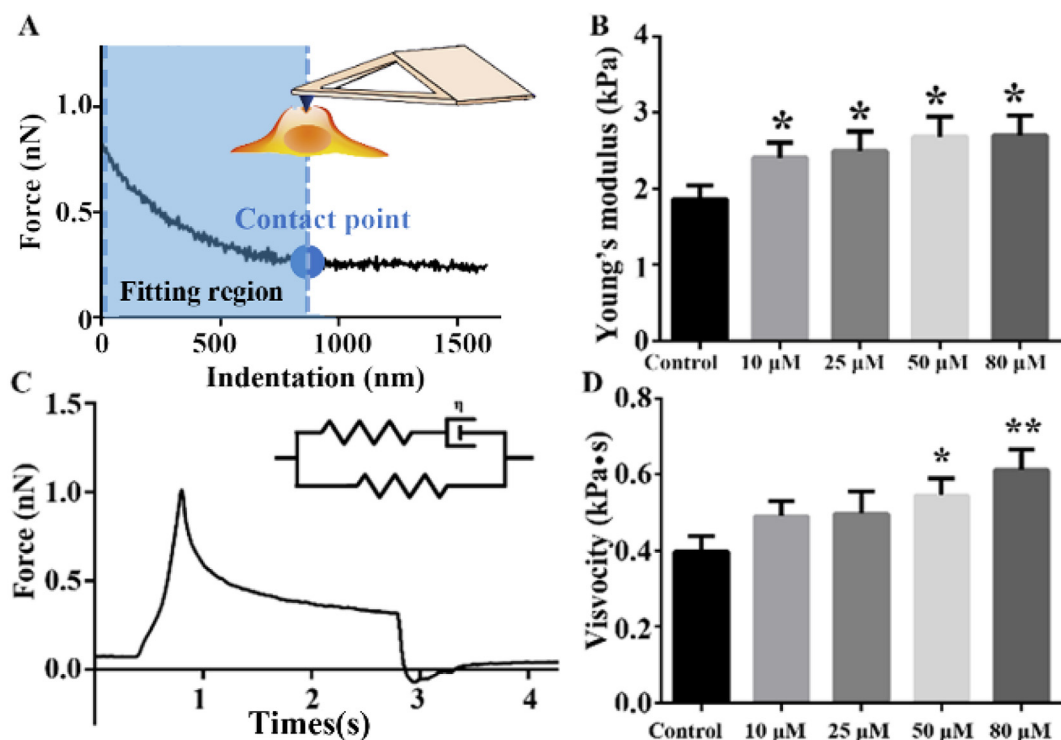 A
Force (nN)
1.0
0.5
0
Contact point
Fitting region
0 500 1000 1500
Indentation (nm)
B
Young's modulus (kPa)
4
3
2
1
0
* * * *
Control 10 µM 25 µM 50 µM 80 µM
C
Force (nN)
1.5
1.0
0.5
0.0
η
1 2 3 4
Times(s)
D
Visvocity (kPa•s)
0.8
0.6
0.4
0.2
0.0
* **
Control 10 µM 25 µM 50 µM 80 µM